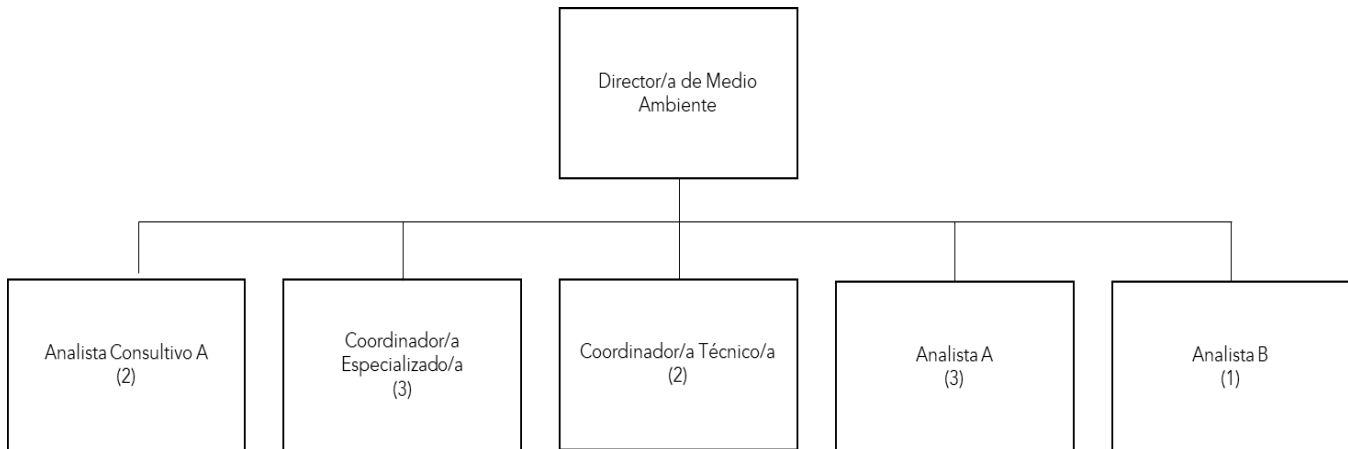 Director/a de Medio
Ambiente
Analista Consultivo A
(2)
Coordinador/a
Especializado/a
(3)
Coordinador/a Técnico/a
(2)
Analista A
(3)
Analista B
(1)